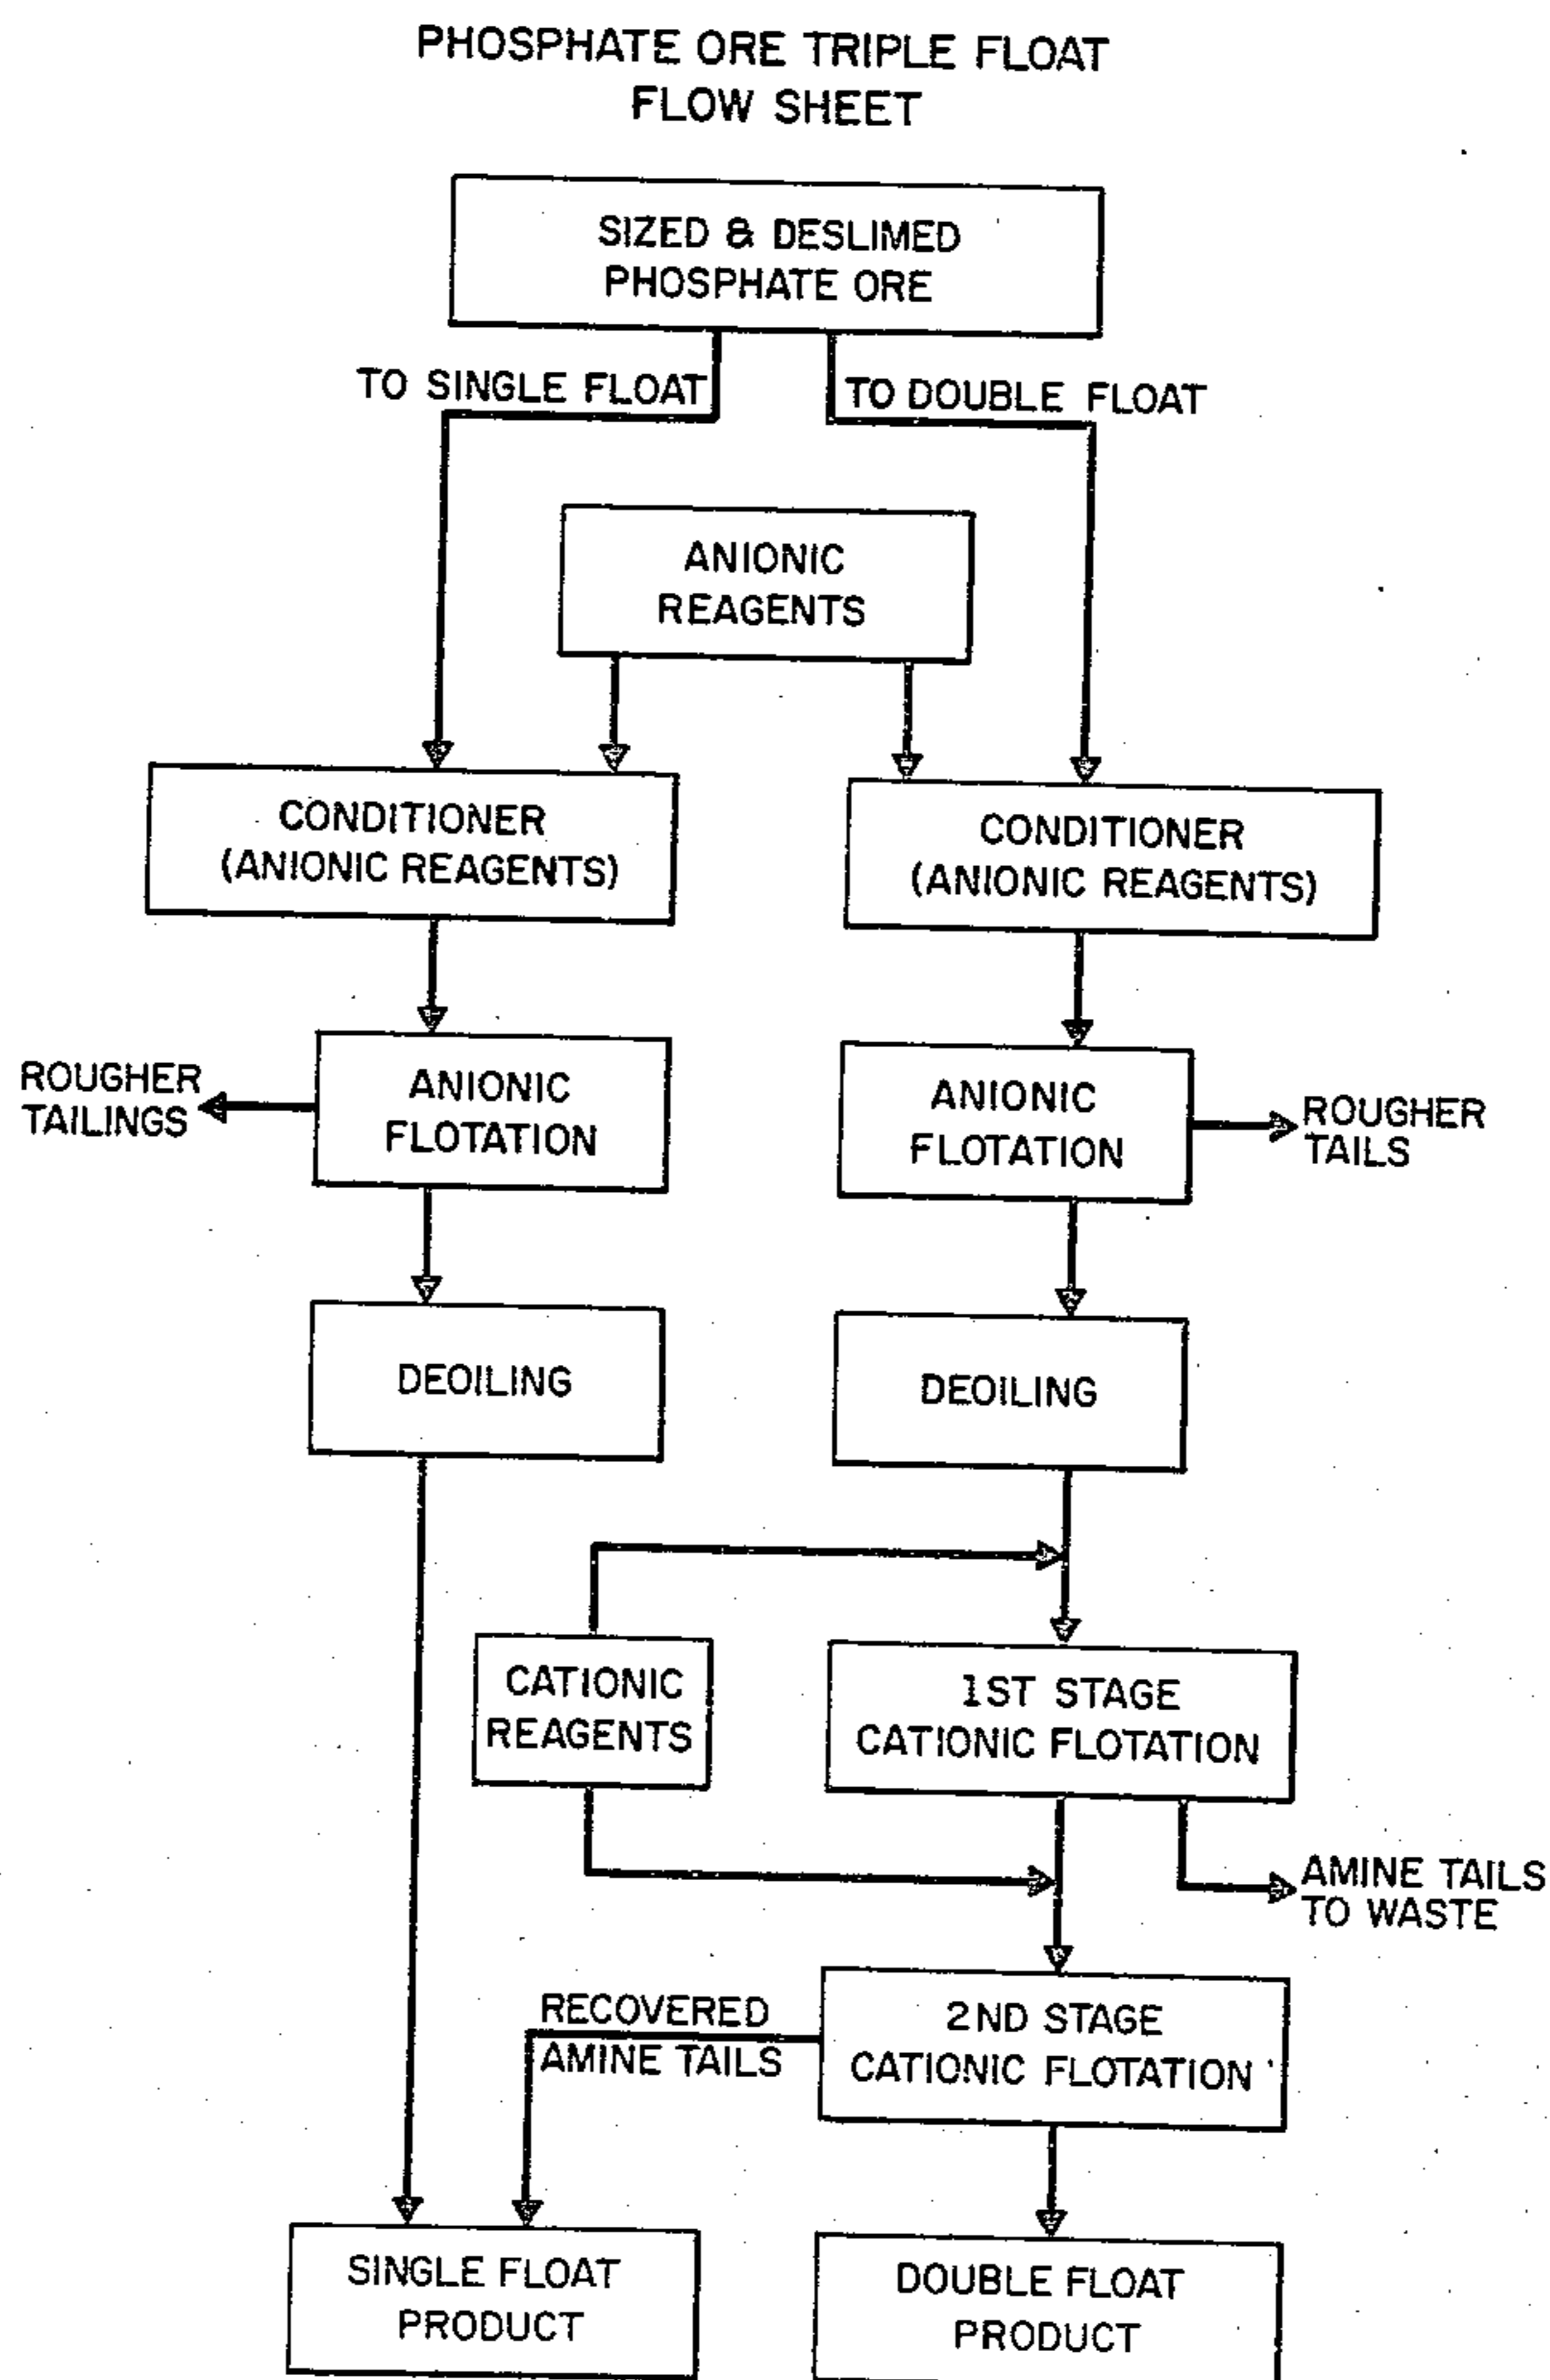 PHOSPHATE ORE TRIPLE FLOAT
FLOW SHEET
SIZED & DESLIMED
PHOSPHATE ORE
TO SINGLE FLOAT
TO DOUBLE FLOAT
ANIONIC
REAGENTS
CONDITIONER
(ANIONIC REAGENTS)
CONDITIONER
(ANIONIC REAGENTS)
ROUGHER
TAILINGS
ANIONIC
FLOTATION
ANIONIC
FLOTATION
ROUGHER
TAILS
DEOILING
DEOILING
CATIONIC
REAGENTS
1ST STAGE
CATIONIC FLOTATION
AMINE TAILS
TO WASTE
RECOVERED
AMINE TAILS
2ND STAGE
CATIONIC FLOTATION
SINGLE FLOAT
PRODUCT
DOUBLE FLOAT
PRODUCT